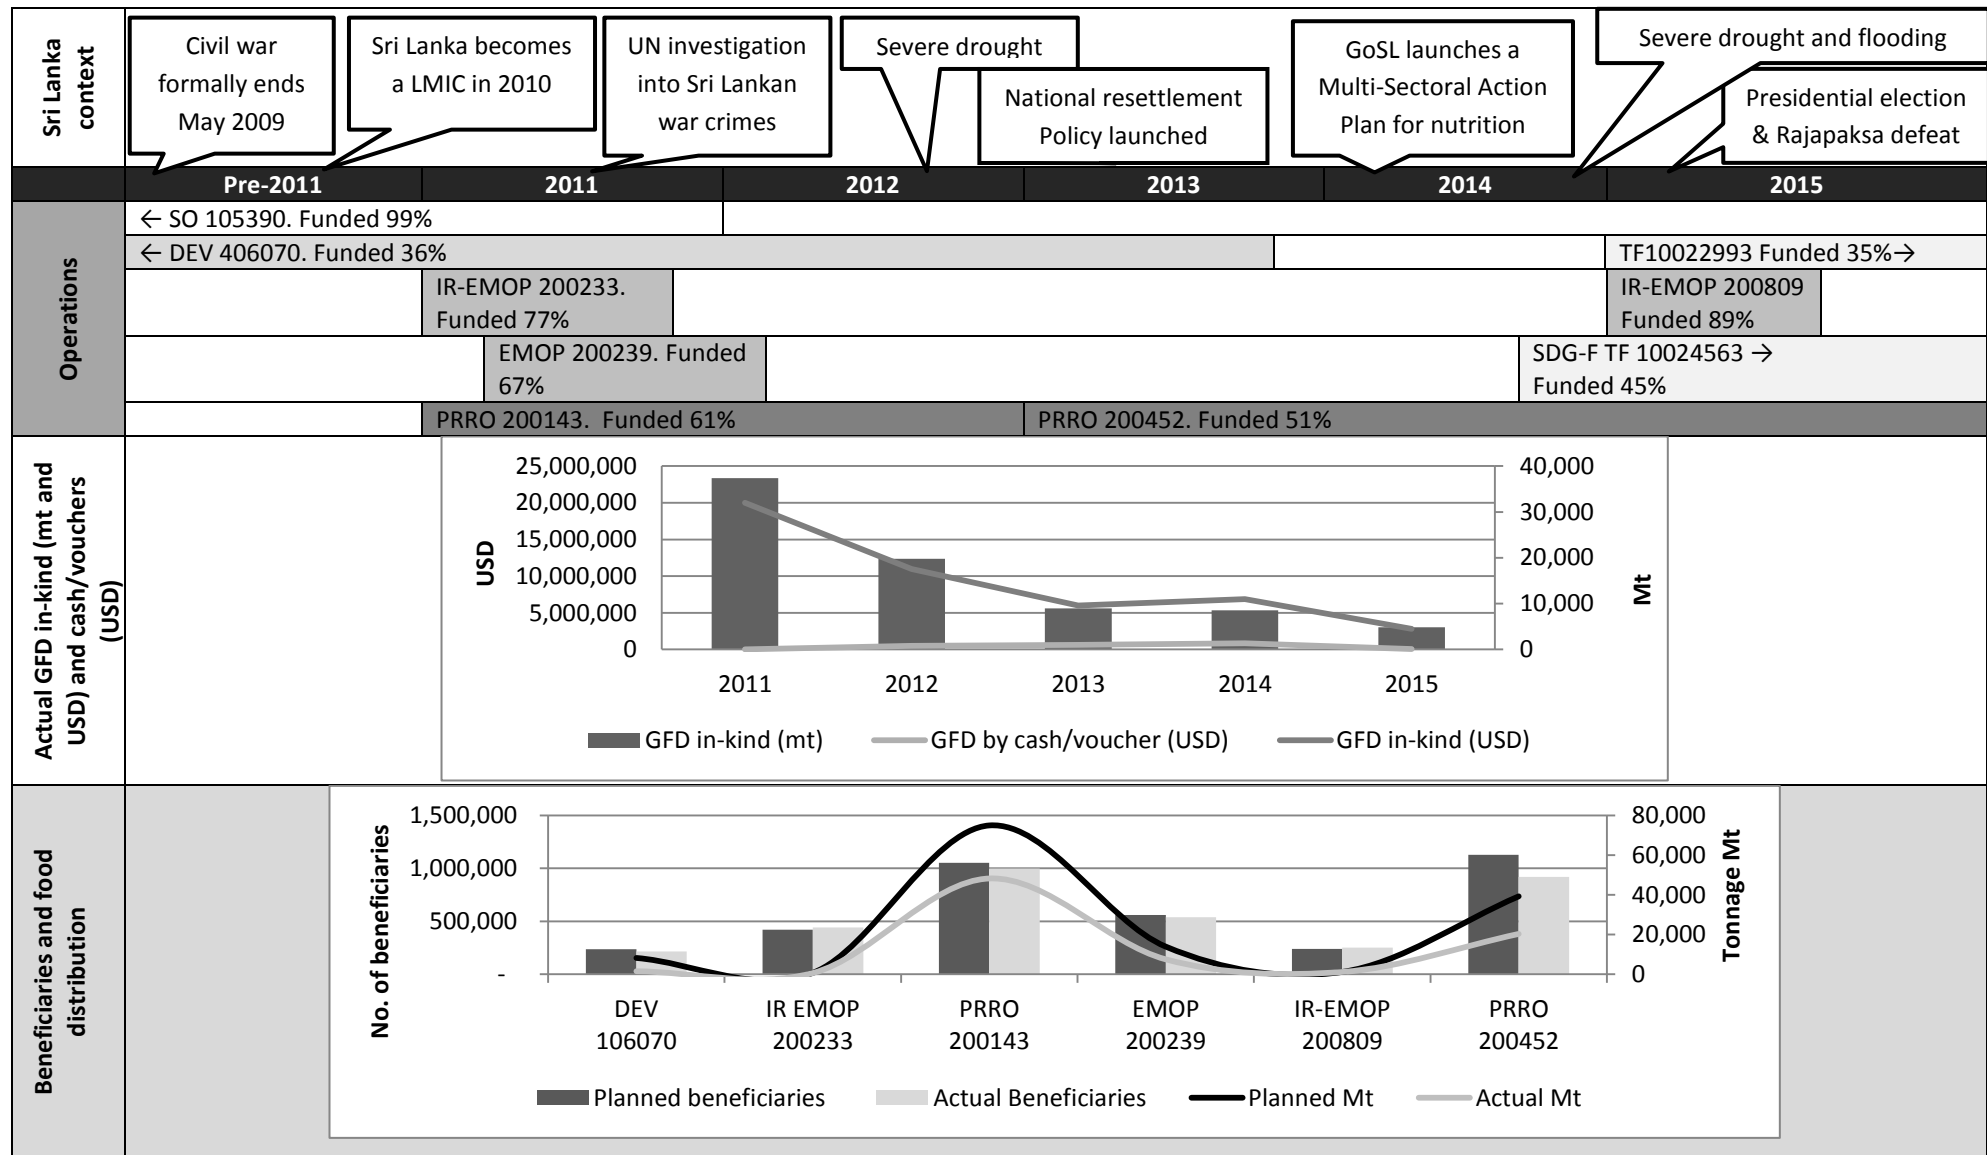 Sri Lanka
context
Civil war
formally ends
May 2009
Sri Lanka becomes
a LMIC in 2010
UN investigation
into Sri Lankan
war crimes
Severe drought
National resettlement
Policy launched
GoSL launches a
Multi-Sectoral Action
Plan for nutrition
Severe drought and flooding
Presidential election
& Rajapaksa defeat
Pre-2011 2011 2012 2013 2014 2015
Operations
← SO 105390. Funded 99%
← DEV 406070. Funded 36%
TF10022993 Funded 35%→
IR-EMOP 200233.
Funded 77%
IR-EMOP 200809
Funded 89%
EMOP 200239. Funded
67%
SDG-F TF 10024563 →
Funded 45%
PRRO 200143. Funded 61%
PRRO 200452. Funded 51%
Actual GFD in-kind (mt and
USD) and cash/vouchers
(USD)
USD
25,000,000
20,000,000
15,000,000
10,000,000
5,000,000
0
40,000
30,000
20,000
10,000
0
Mt
2011 2012 2013 2014 2015
GFD in-kind (mt) GFD by cash/voucher (USD) GFD in-kind (USD)
Beneficiaries and food
distribution
No. of beneficiaries
1,500,000
1,000,000
500,000
-
80,000
60,000
40,000
20,000
0
Tonnage Mt
DEV
106070
IR EMOP
200233
PRRO
200143
EMOP
200239
IR-EMOP
200809
PRRO
200452
Planned beneficiaries Actual Beneficiaries Planned Mt Actual Mt